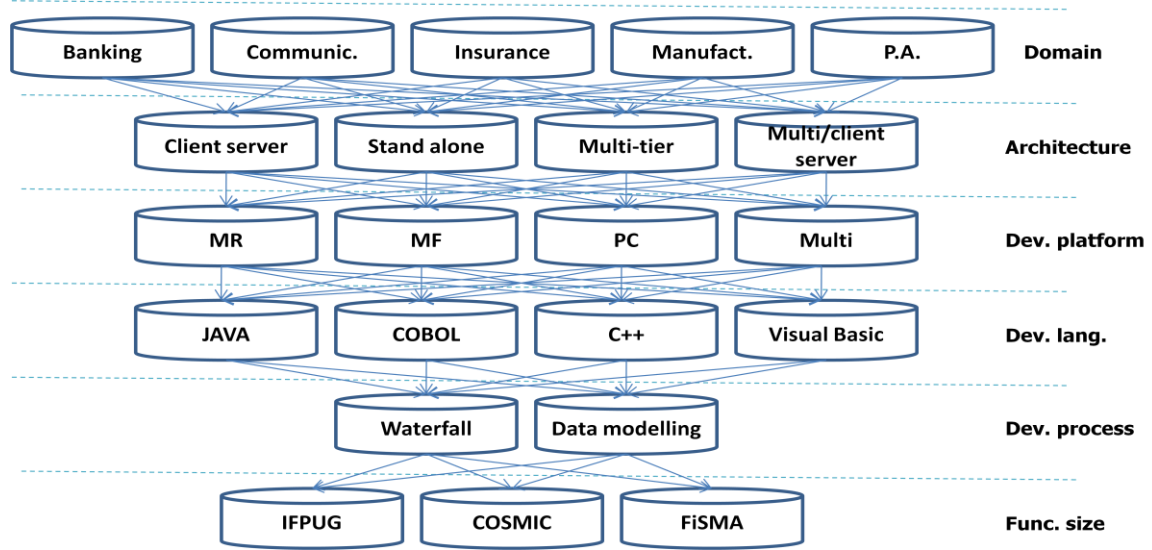 Banking Communic. Insurance Manufact. P.A. Domain
Client server Stand alone Multi-tier Multi/client server Architecture
MR MF PC Multi Dev. platform
JAVA COBOL C++ Visual Basic Dev. lang.
Waterfall Data modelling Dev. process
IFPUG COSMIC FiSMA Func. size